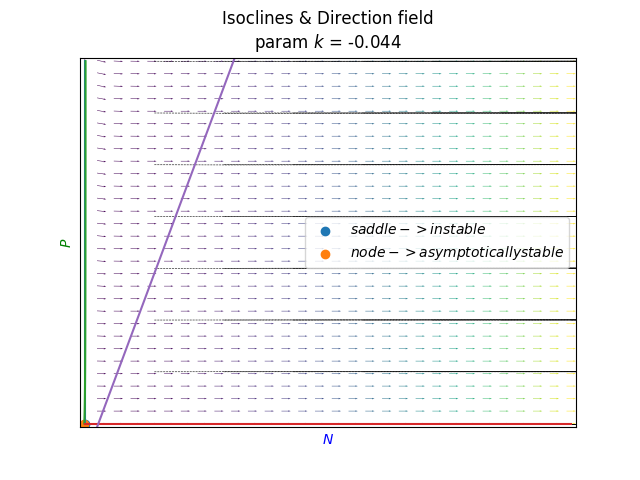 Isoclines & Direction field
param k = -0.044
P
saddle - > instable
node - > asymptoticallystable
N